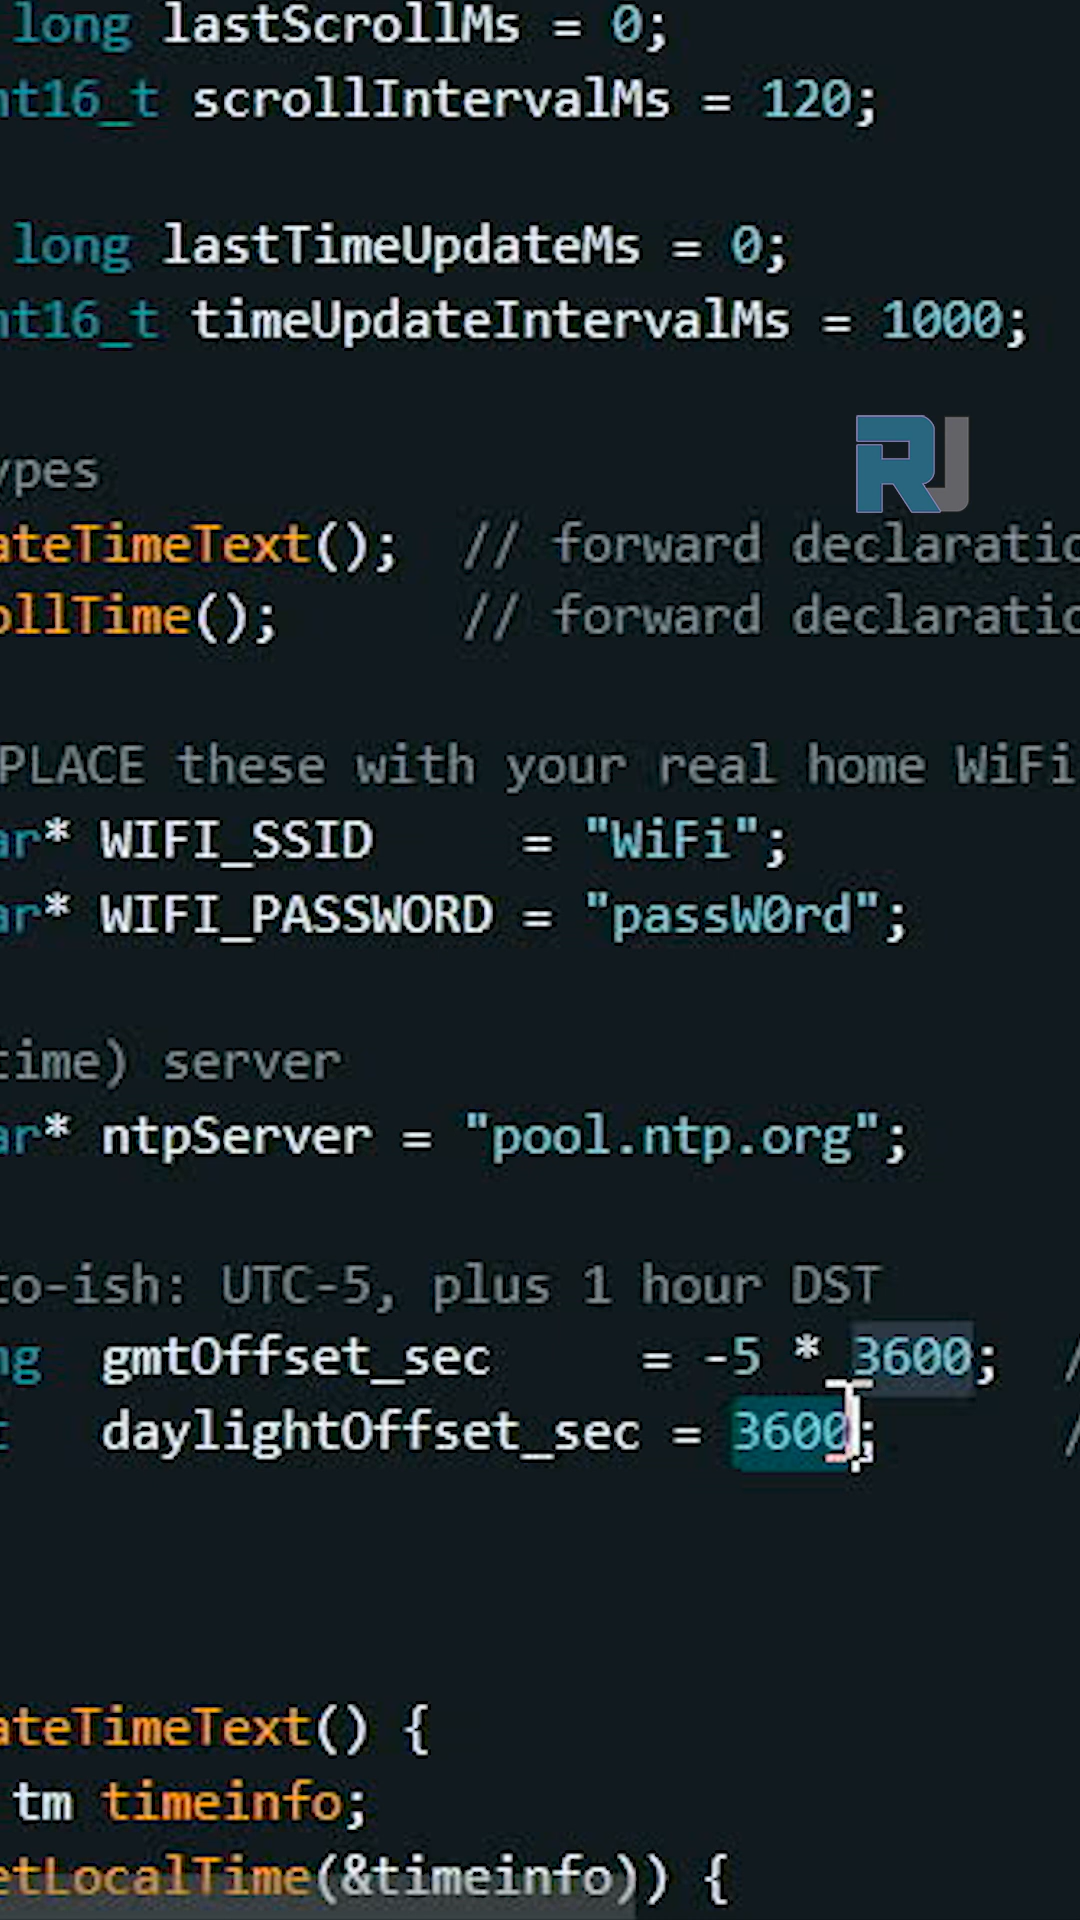 long lastScrollMs = 0;
nt16_t scrollIntervalMs = 120;
long lastTimeUpdateMs = 0;
nt16_t timeUpdateIntervalMs = 1000;
RJ
ypes
ateTimeText(); // forward declaratio
ollTime(); // forward declaratio
PLACE these with your real home WiFi
ar* WIFI_SSID = "WiFi";
ar* WIFI_PASSWORD = "passW0rd";
time) server
ar* ntpServer = "pool.ntp.org";
to-ish: UTC-5, plus 1 hour DST
ng gmtOffset_sec = -5 * 3600; /
t daylightOffset_sec = 3600; /
ateTimeText() {
tm timeinfo;
etLocalTime(&timeinfo)) {